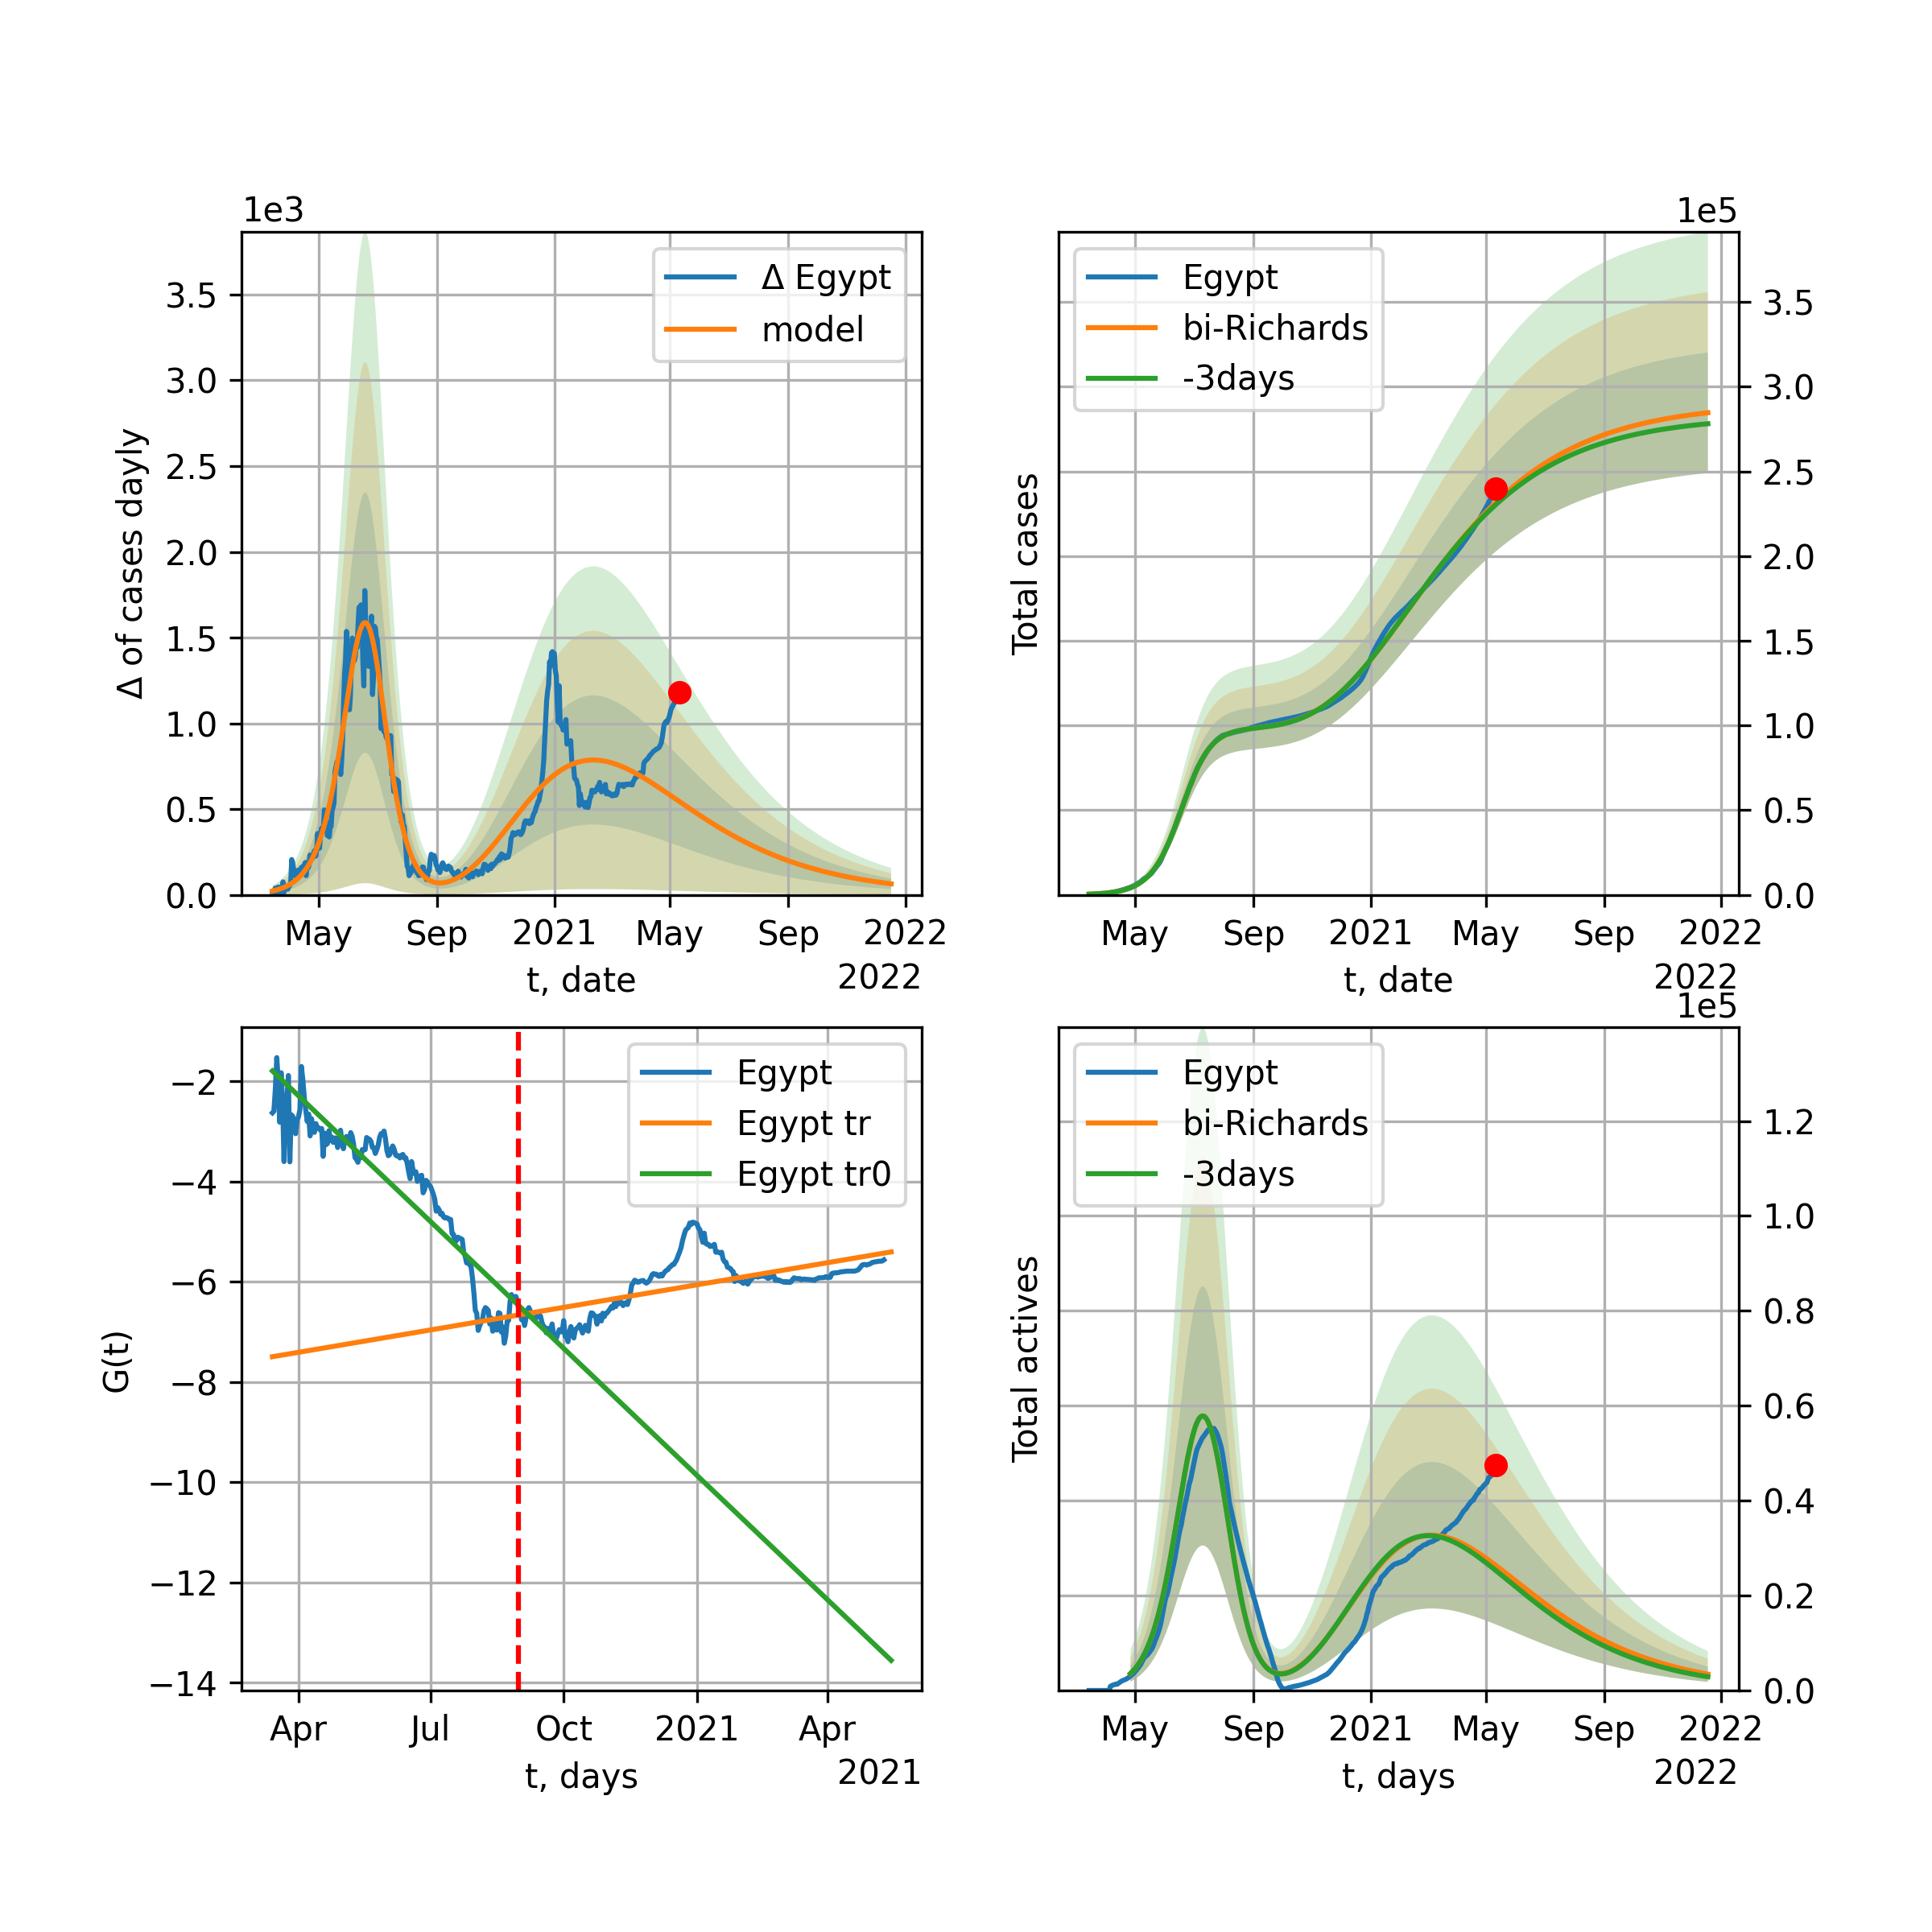 1e3
Δ of cases dayly
3.5
3.0
2.5
2.0
1.5
1.0
0.5
0.0
Δ Egypt
model
May Sep 2021 May Sep 2022
t, date
2022
1e5
Total cases
Egypt
bi-Richards
-3days
3.5
3.0
2.5
2.0
1.5
1.0
0.5
0.0
May Sep 2021 May Sep 2022
t, date
2022
G(t)
−2
−4
−6
−8
−10
−12
−14
Egypt
Egypt tr
Egypt tr0
Apr Jul Oct 2021 Apr
t, days
2021
1e5
Total actives
Egypt
bi-Richards
-3days
1.2
1.0
0.8
0.6
0.4
0.2
0.0
May Sep 2021 May Sep 2022
t, days
2022